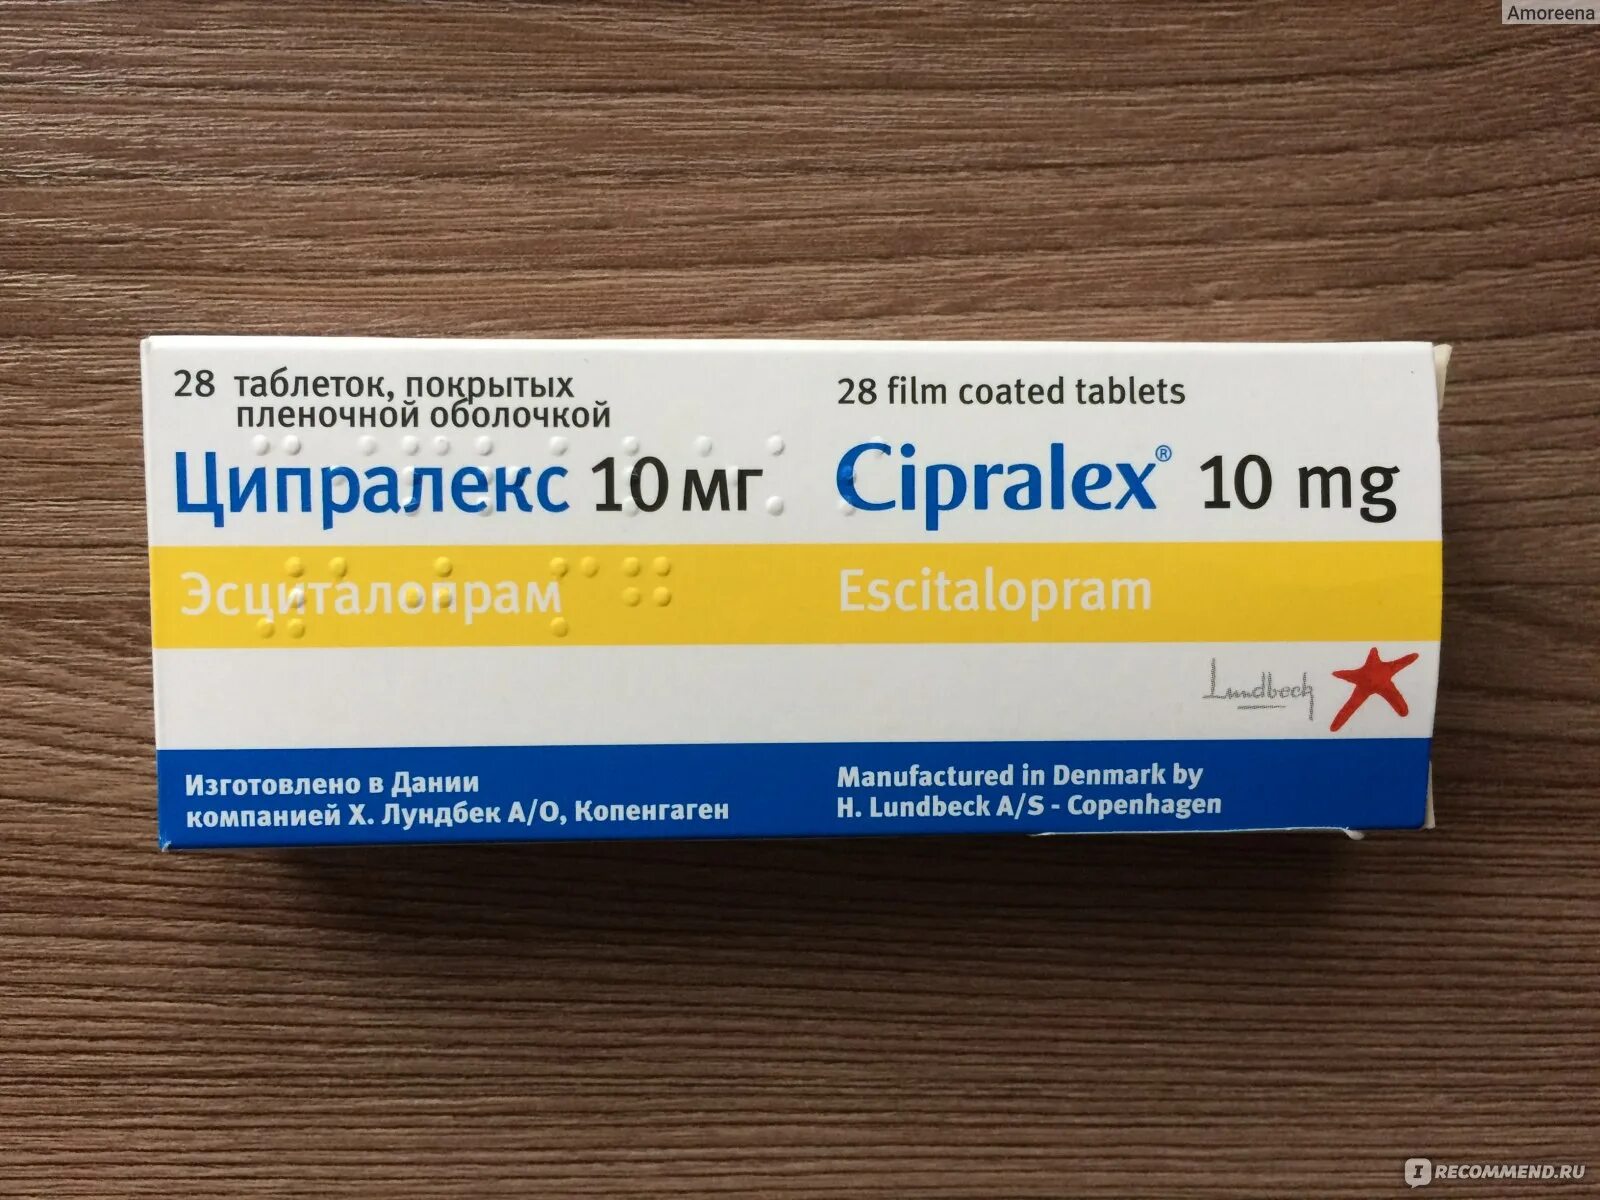 Amoreena
28 таблеток, покрытых
пленочной оболочкой
Ципралекс 10 мг
Эсциталопрам
28 film coated tablets
Cipralex® 10 mg
Escitalopram
Lundbeck
Изготовлено в Дании
компанией Х. Лундбек А/О, Копенгаген
Manufactured in Denmark by
H. Lundbeck A/S - Copenhagen
IRECOMMEND.RU